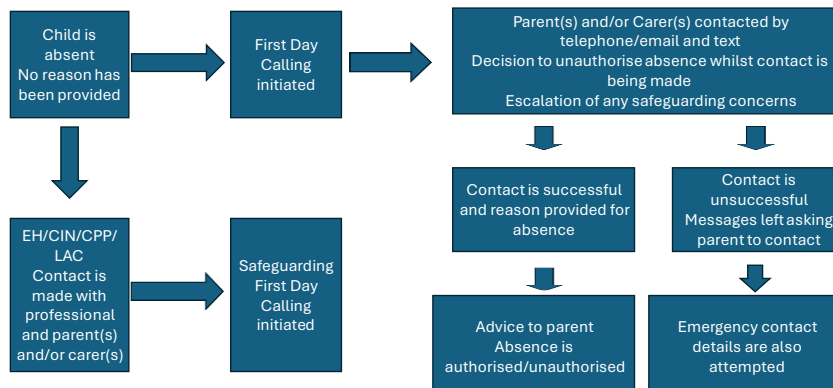 Child is
absent
No reason has
been provided
First Day
Calling
initiated
Parent(s) and/or Carer(s) contacted by
telephone/email and text
Decision to unauthorise absence whilst contact is
being made
Escalation of any safeguarding concerns
Contact is successful
and reason provided for
absence
Contact is
unsuccessful
Messages left asking
parent to contact
EH/CIN/CPP/
LAC
Contact is
made with
professional
and parent(s)
and/or carer(s)
Safeguarding
First Day
Calling
initiated
Advice to parent
Absence is
authorised/unauthorised
Emergency contact
details are also
attempted